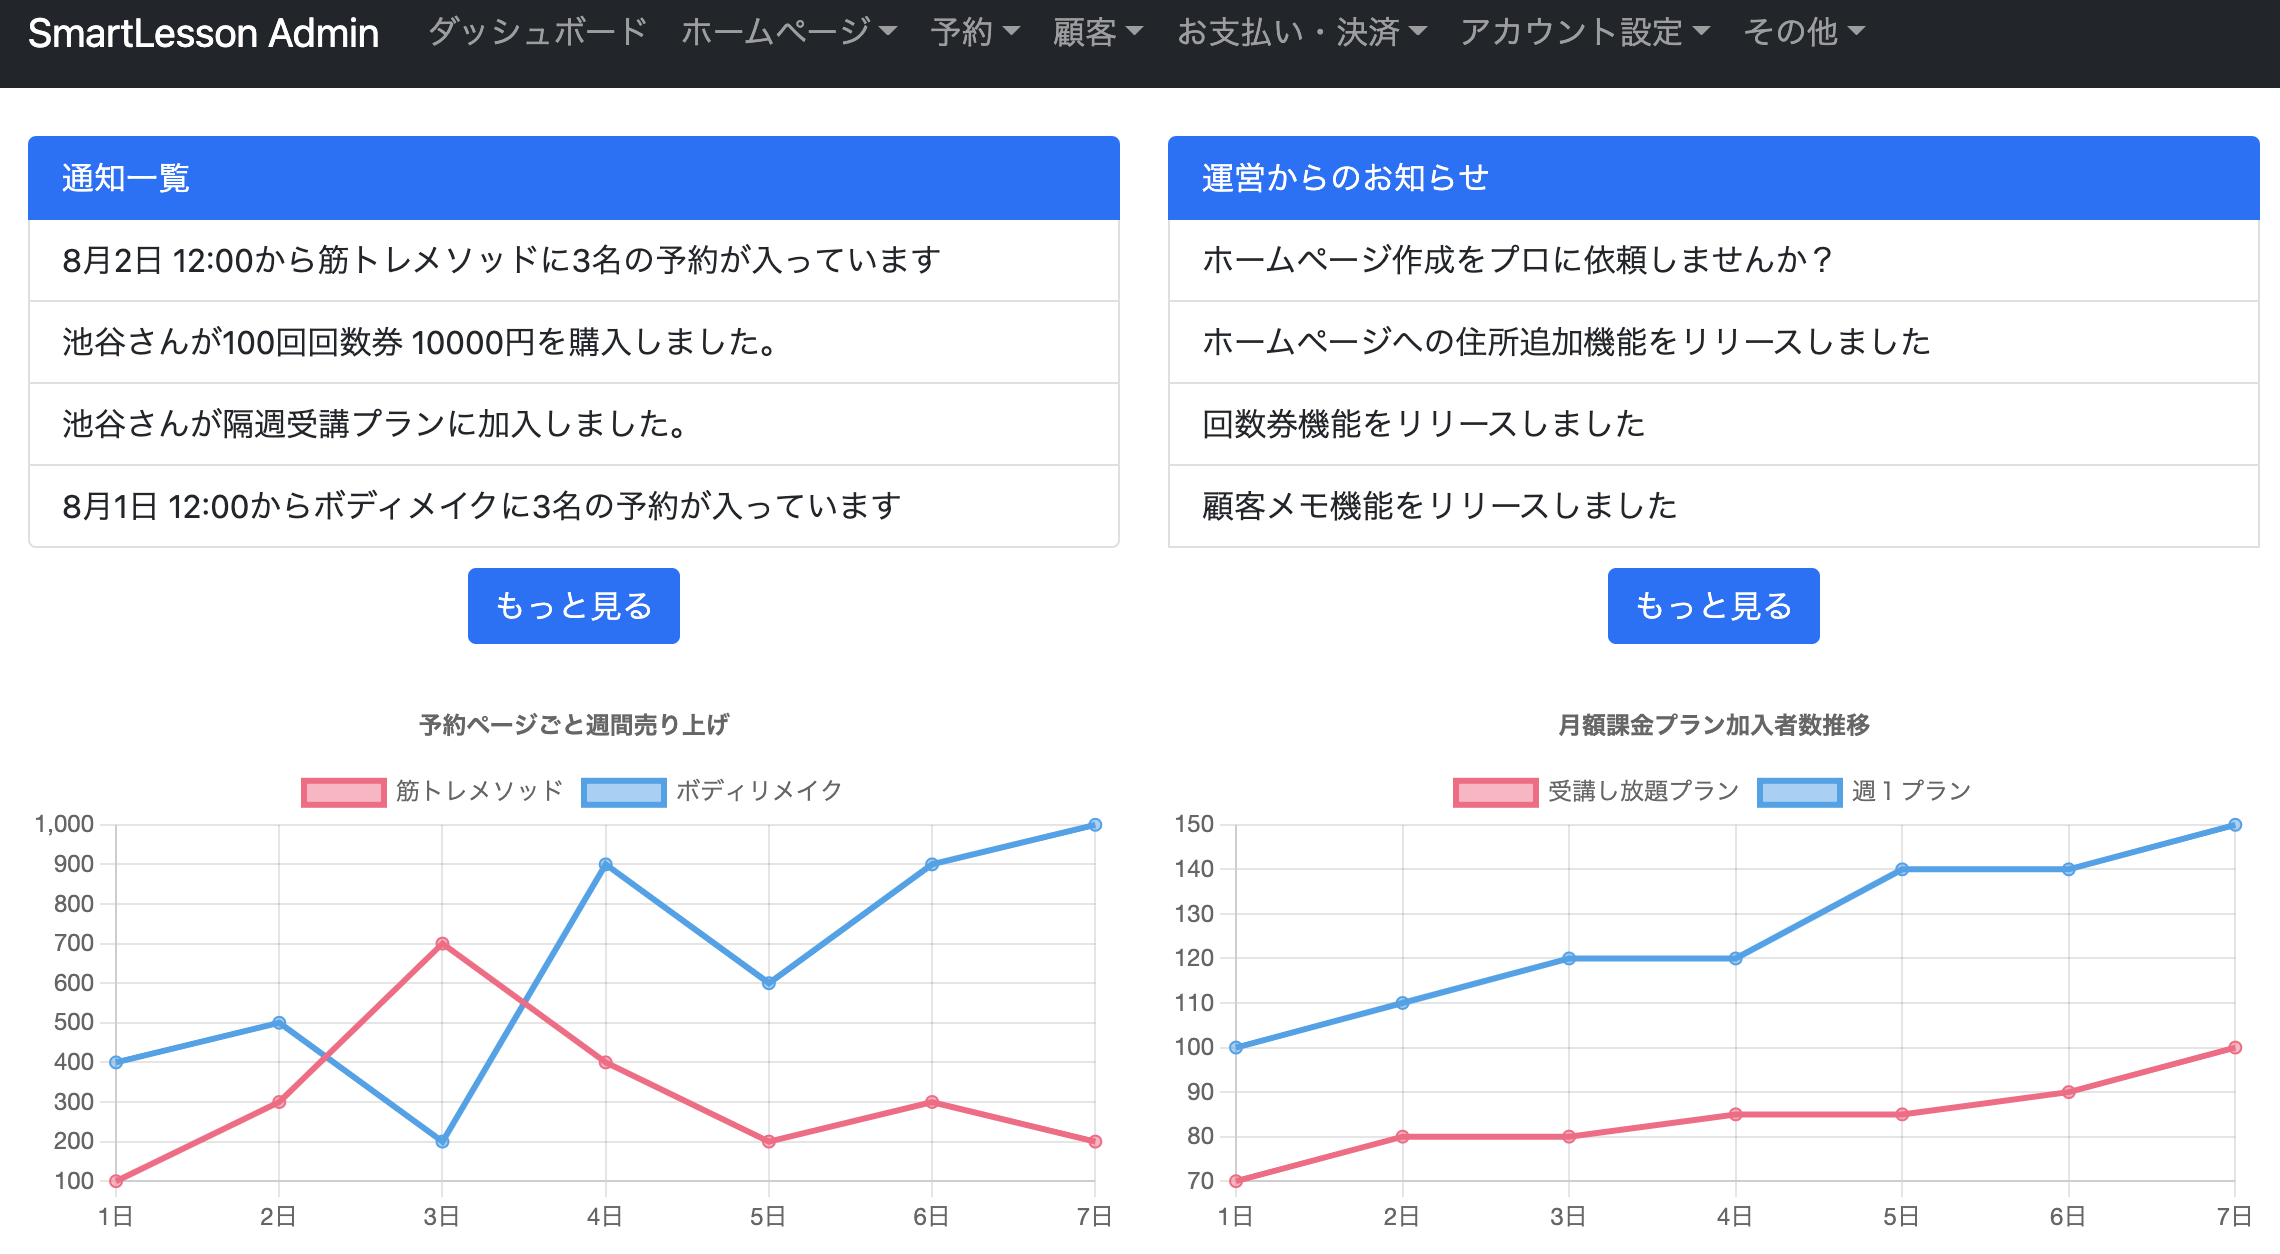 SmartLesson Admin ダッシュボード ホームページ 予約 顧客 お支払い・決済 アカウント設定 その他
通知一覧
8月2日 12:00から筋トレメソッドに3名の予約が入っています
池谷さんが100回回数券 10000円を購入しました。
池谷さんが隔週受講プランに加入しました。
8月1日 12:00からボディメイクに3名の予約が入っています
もっと見る
運営からのお知らせ
ホームページ作成をプロに依頼しませんか？
ホームページへの住所追加機能をリリースしました
回数券機能をリリースしました
顧客メモ機能をリリースしました
もっと見る
予約ページごと週間売り上げ
筋トレメソッド ボディリメイク
1,000
900
800
700
600
500
400
300
200
100
1日 2日 3日 4日 5日 6日 7日
月額課金プラン加入者数推移
受講し放題プラン 週１プラン
150
140
130
120
110
100
90
80
70
1日 2日 3日 4日 5日 6日 7日